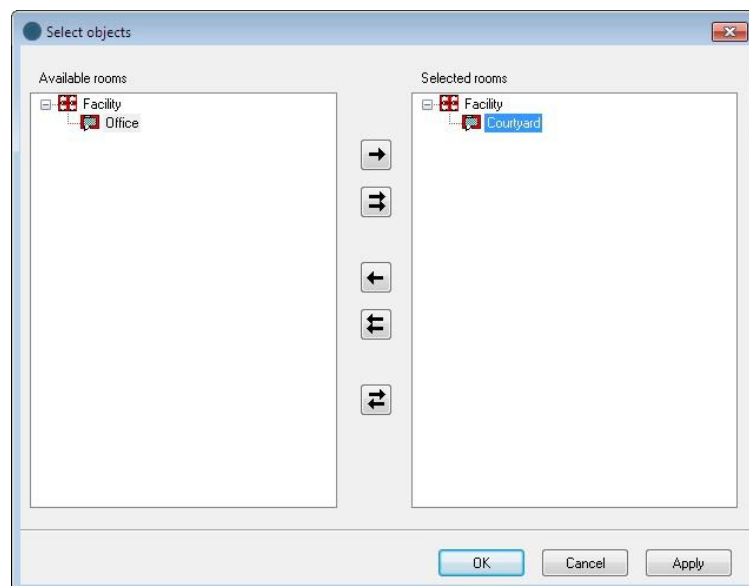 Select objects
Available rooms
Selected rooms
Facility
Office
Facility
Courtyard
OK
Cancel
Apply